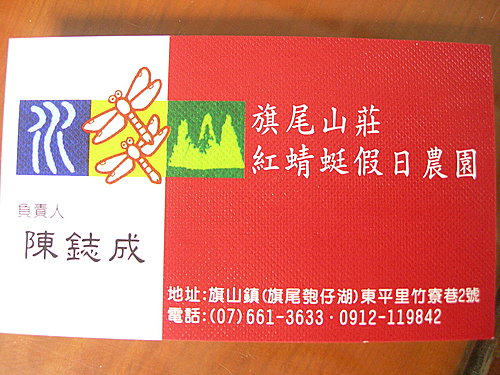 旗尾山莊
紅蜻蜓假日農園
負責人
陳鋕成
地址:旗山鎮(旗尾匏仔湖)東平里竹寮巷2號
電話:(07)661-3633·0912-119842